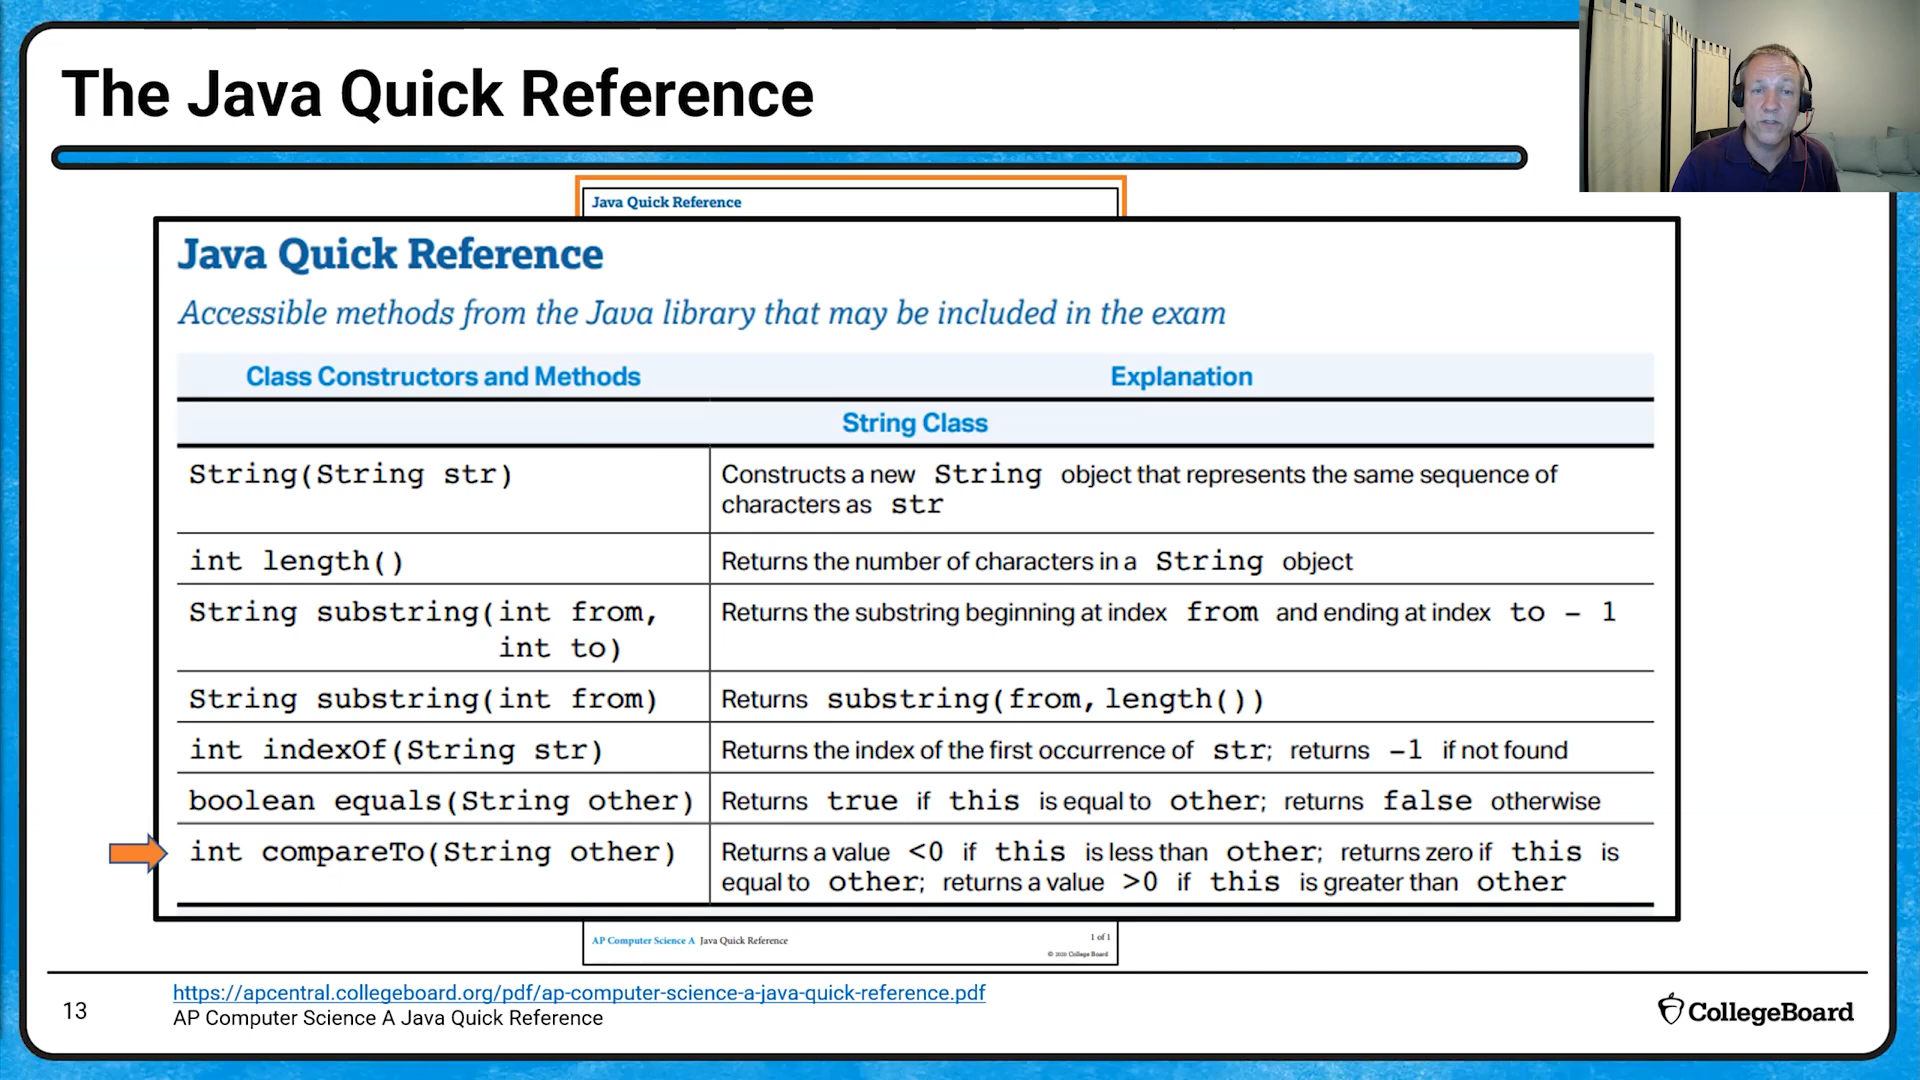 The Java Quick Reference
Java Quick Reference
Java Quick Reference
Accessible methods from the Java library that may be included in the exam
Class Constructors and Methods Explanation
String Class
String(String str) Constructs a new String object that represents the same sequence of
characters as str
int length() Returns the number of characters in a String object
String substring(int from, Returns the substring beginning at index from and ending at index to - 1
int to)
String substring(int from) Returns substring(from, length())
int indexOf(String str) Returns the index of the first occurrence of str; returns -1 if not found
boolean equals(String other) Returns true if this is equal to other; returns false otherwise
int compareTo(String other) Returns a value <0 if this is less than other; returns zero if this is
equal to other; returns a value >0 if this is greater than other
AP Computer Science A Java Quick Reference 1 of 1
© 2020 College Board
https://apcentral.collegeboard.org/pdf/ap-computer-science-a-java-quick-reference.pdf
13 AP Computer Science A Java Quick Reference
CollegeBoard